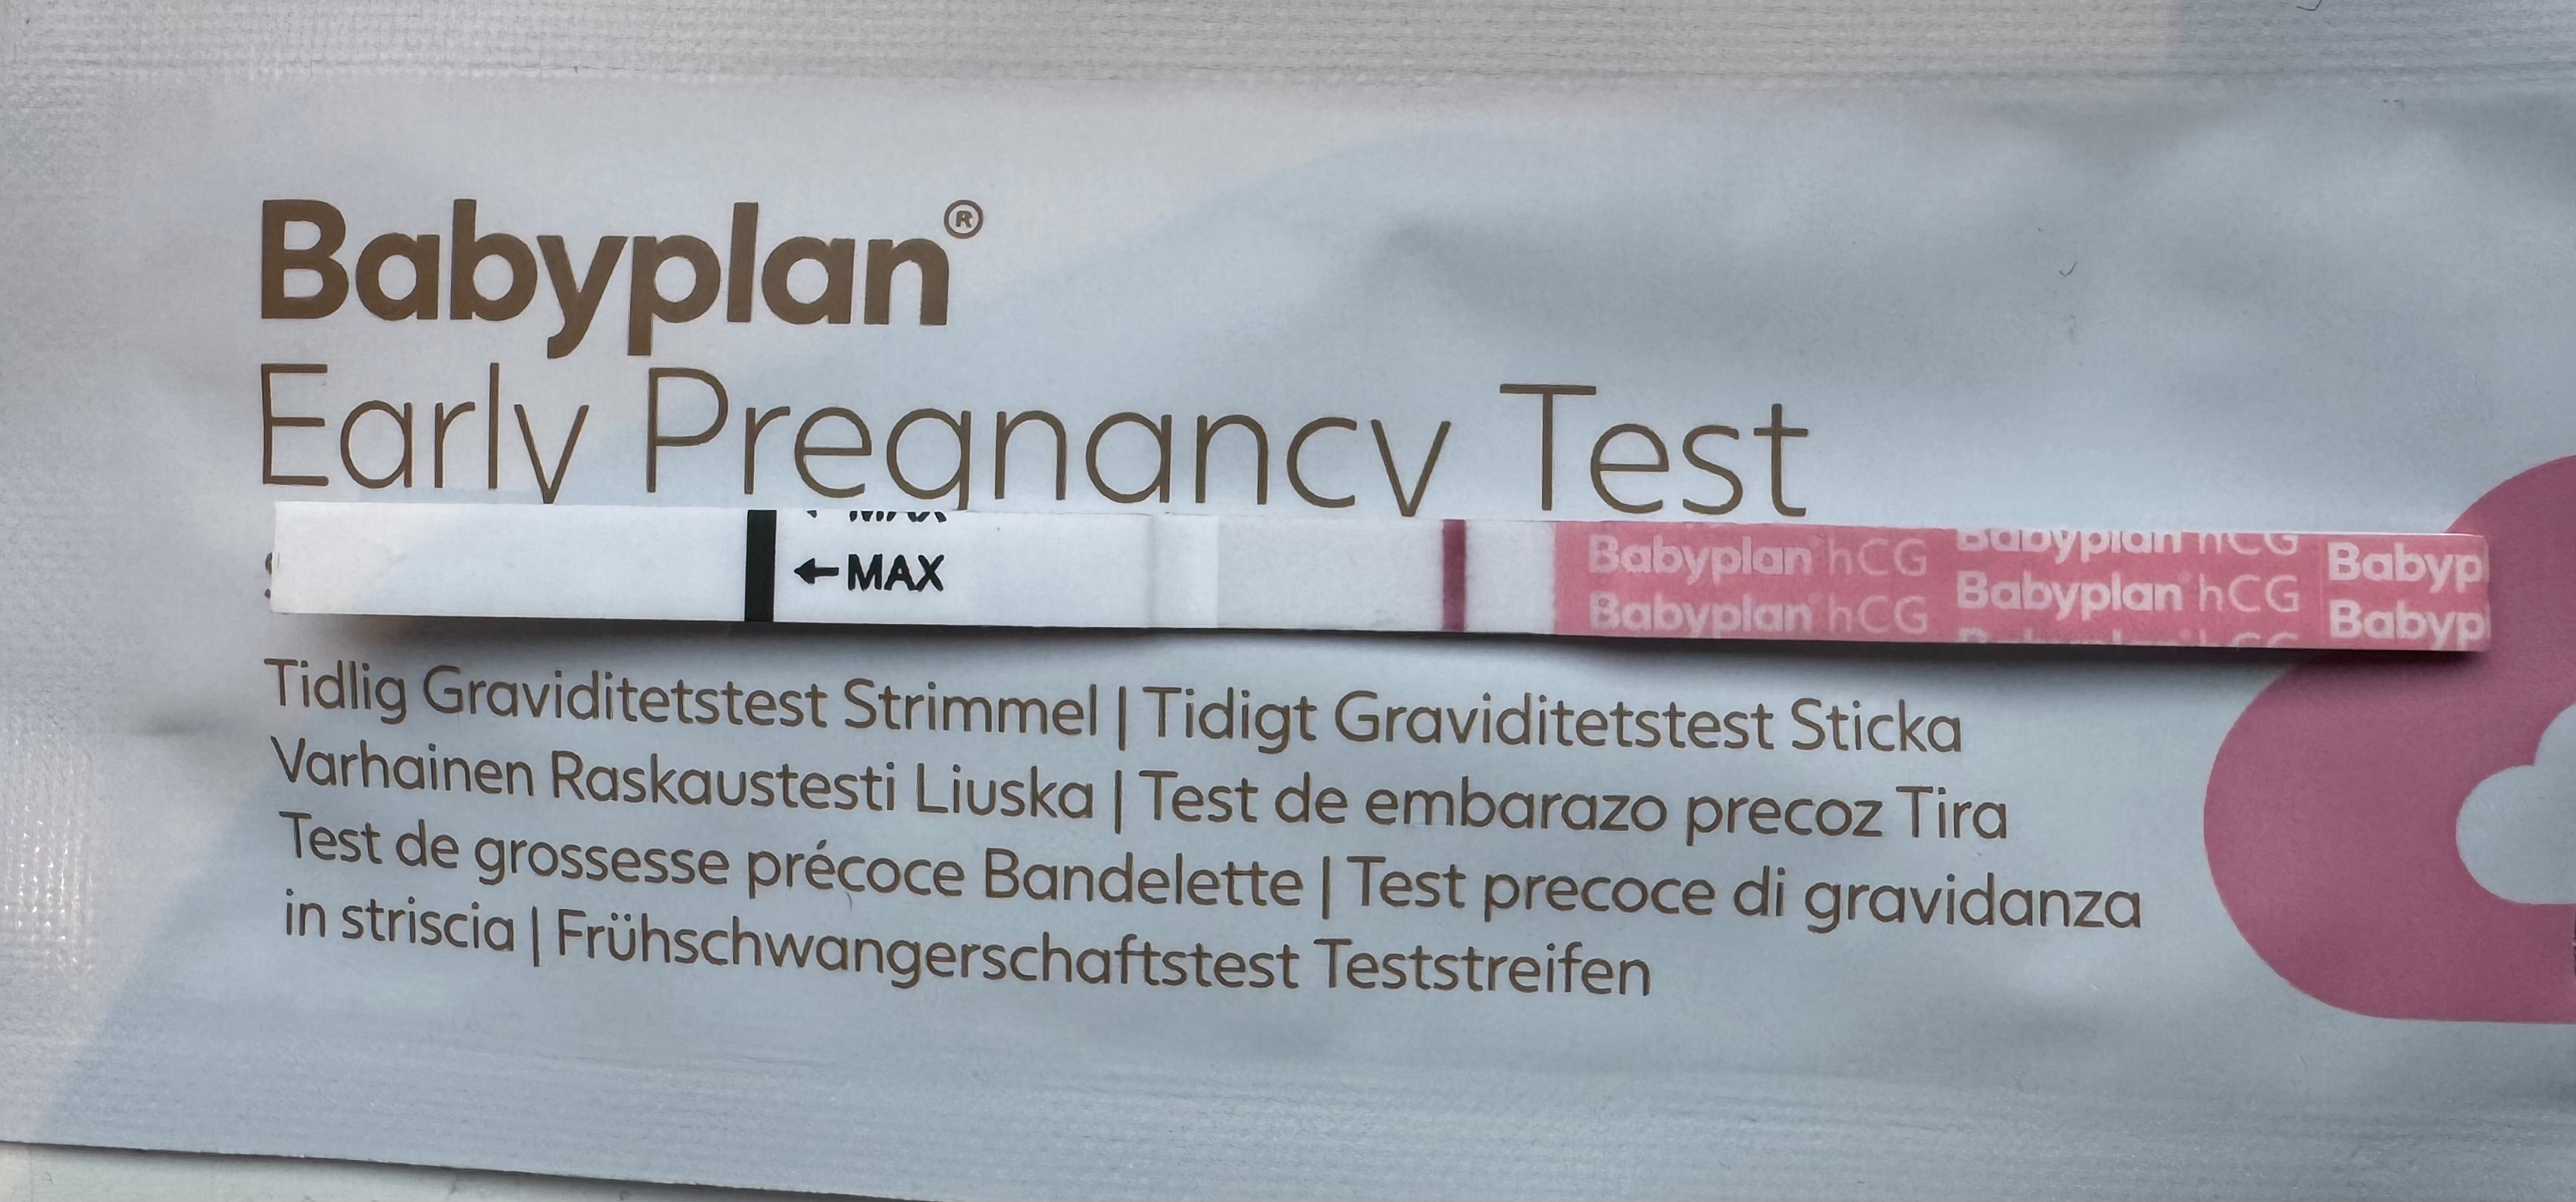 Babyplan®
Early Pregnancy Test
←MAX
Babyplan hCG Babyplan hCG Babyp
Babyplan hCG Babyplan hCG Babyp
Tidlig Graviditetstest Strimmel | Tidigt Graviditetstest Sticka
Varhainen Raskaustesti Liuska | Test de embarazo precoz Tira
Test de grossesse précoce Bandelette | Test precoce di gravidanza
in striscia | Frühschwangerschaftstest Teststreifen